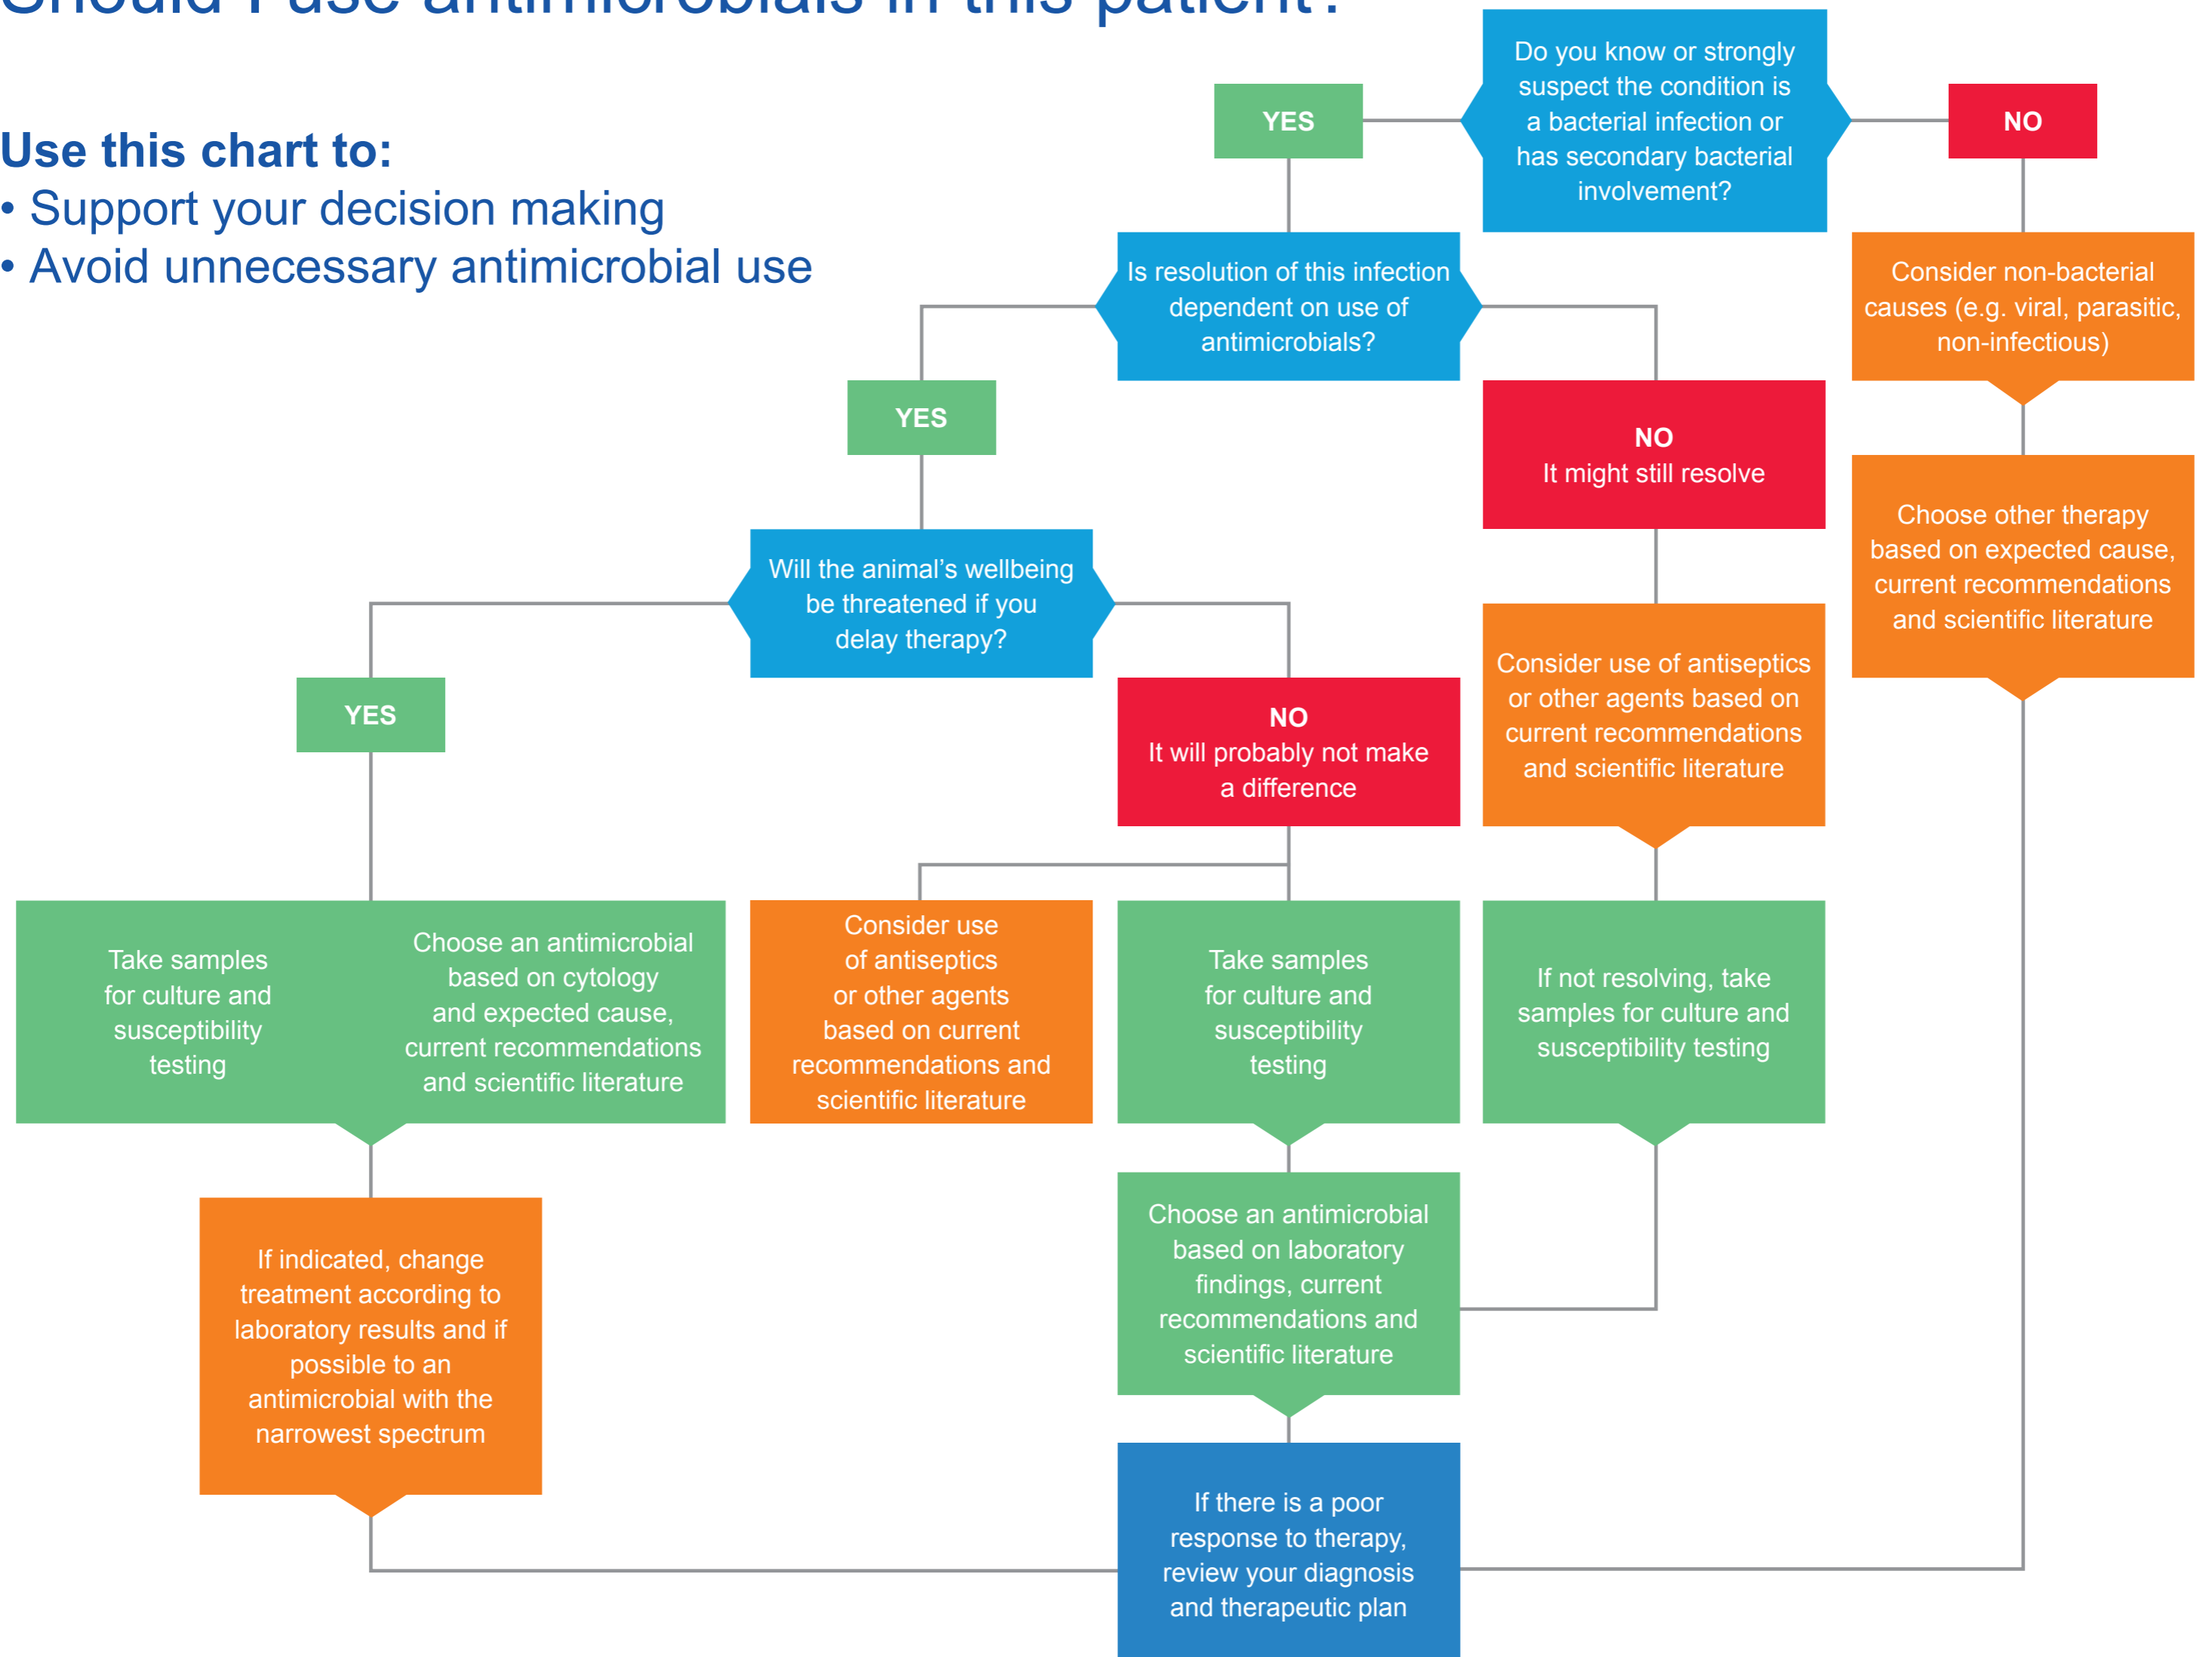 Should I use antimicrobials in this patient?
Use this chart to:
• Support your decision making
• Avoid unnecessary antimicrobial use
Do you know or strongly
suspect the condition is
a bacterial infection or
has secondary bacterial
involvement?
YES
NO
Is resolution of this infection
dependent on use of
antimicrobials?
Consider non-bacterial
causes (e.g. viral, parasitic,
non-infectious)
YES
NO
It might still resolve
Choose other therapy
based on expected cause,
current recommendations
and scientific literature
Will the animal’s wellbeing
be threatened if you
delay therapy?
Consider use of antiseptics
or other agents based on
current recommendations
and scientific literature
YES
NO
It will probably not make
a difference
Take samples
for culture and
susceptibility
testing
Choose an antimicrobial
based on cytology
and expected cause,
current recommendations
and scientific literature
Consider use
of antiseptics
or other agents
based on current
recommendations and
scientific literature
Take samples
for culture and
susceptibility
testing
If not resolving, take
samples for culture and
susceptibility testing
If indicated, change
treatment according to
laboratory results and if
possible to an
antimicrobial with the
narrowest spectrum
Choose an antimicrobial
based on laboratory
findings, current
recommendations and
scientific literature
If there is a poor
response to therapy,
review your diagnosis
and therapeutic plan